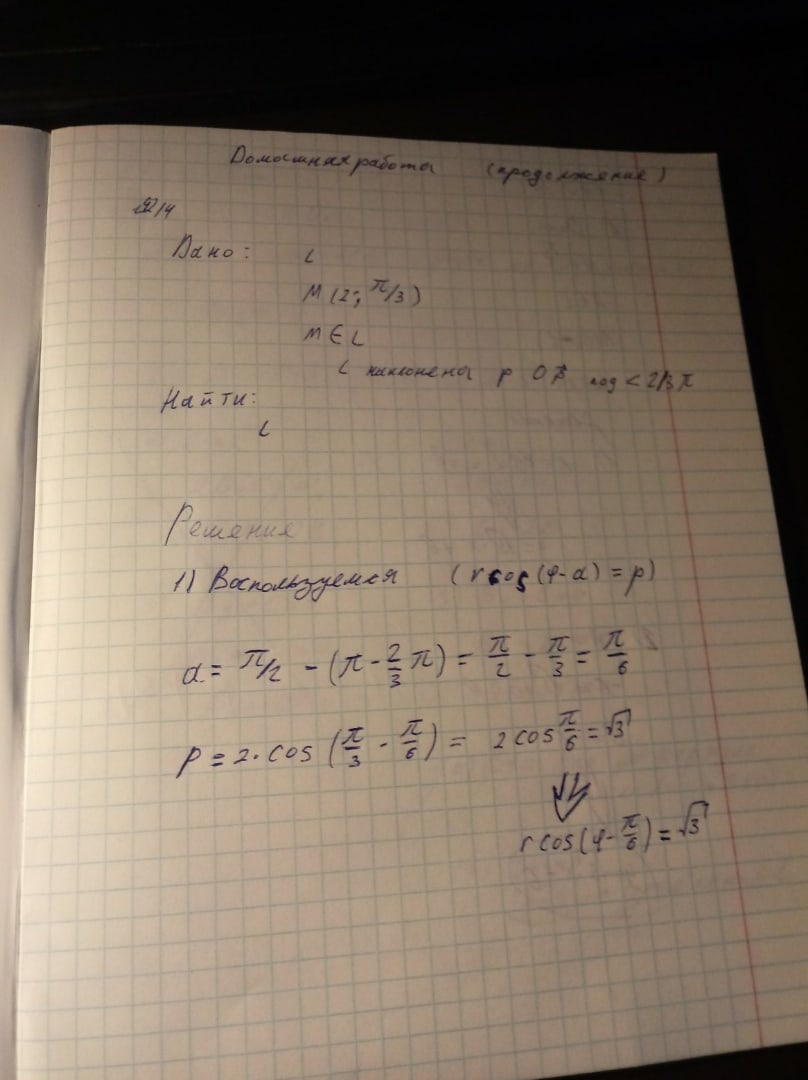 Домашняя работа (продолжение)
№14
Дано: L
M (2; π/3)
M ∈ L
L наклонена р OP под < 2/3 π
Найти:
L
Решение
1) Воспользуемся (r cos (φ - α) = p)
α = π/2 - (π - 2/3 π) = π/2 - π/3 = π/6
p = 2 · cos (π/3 - π/6) = 2 cos π/6 = √3
⇓
r cos (φ - π/6) = √3